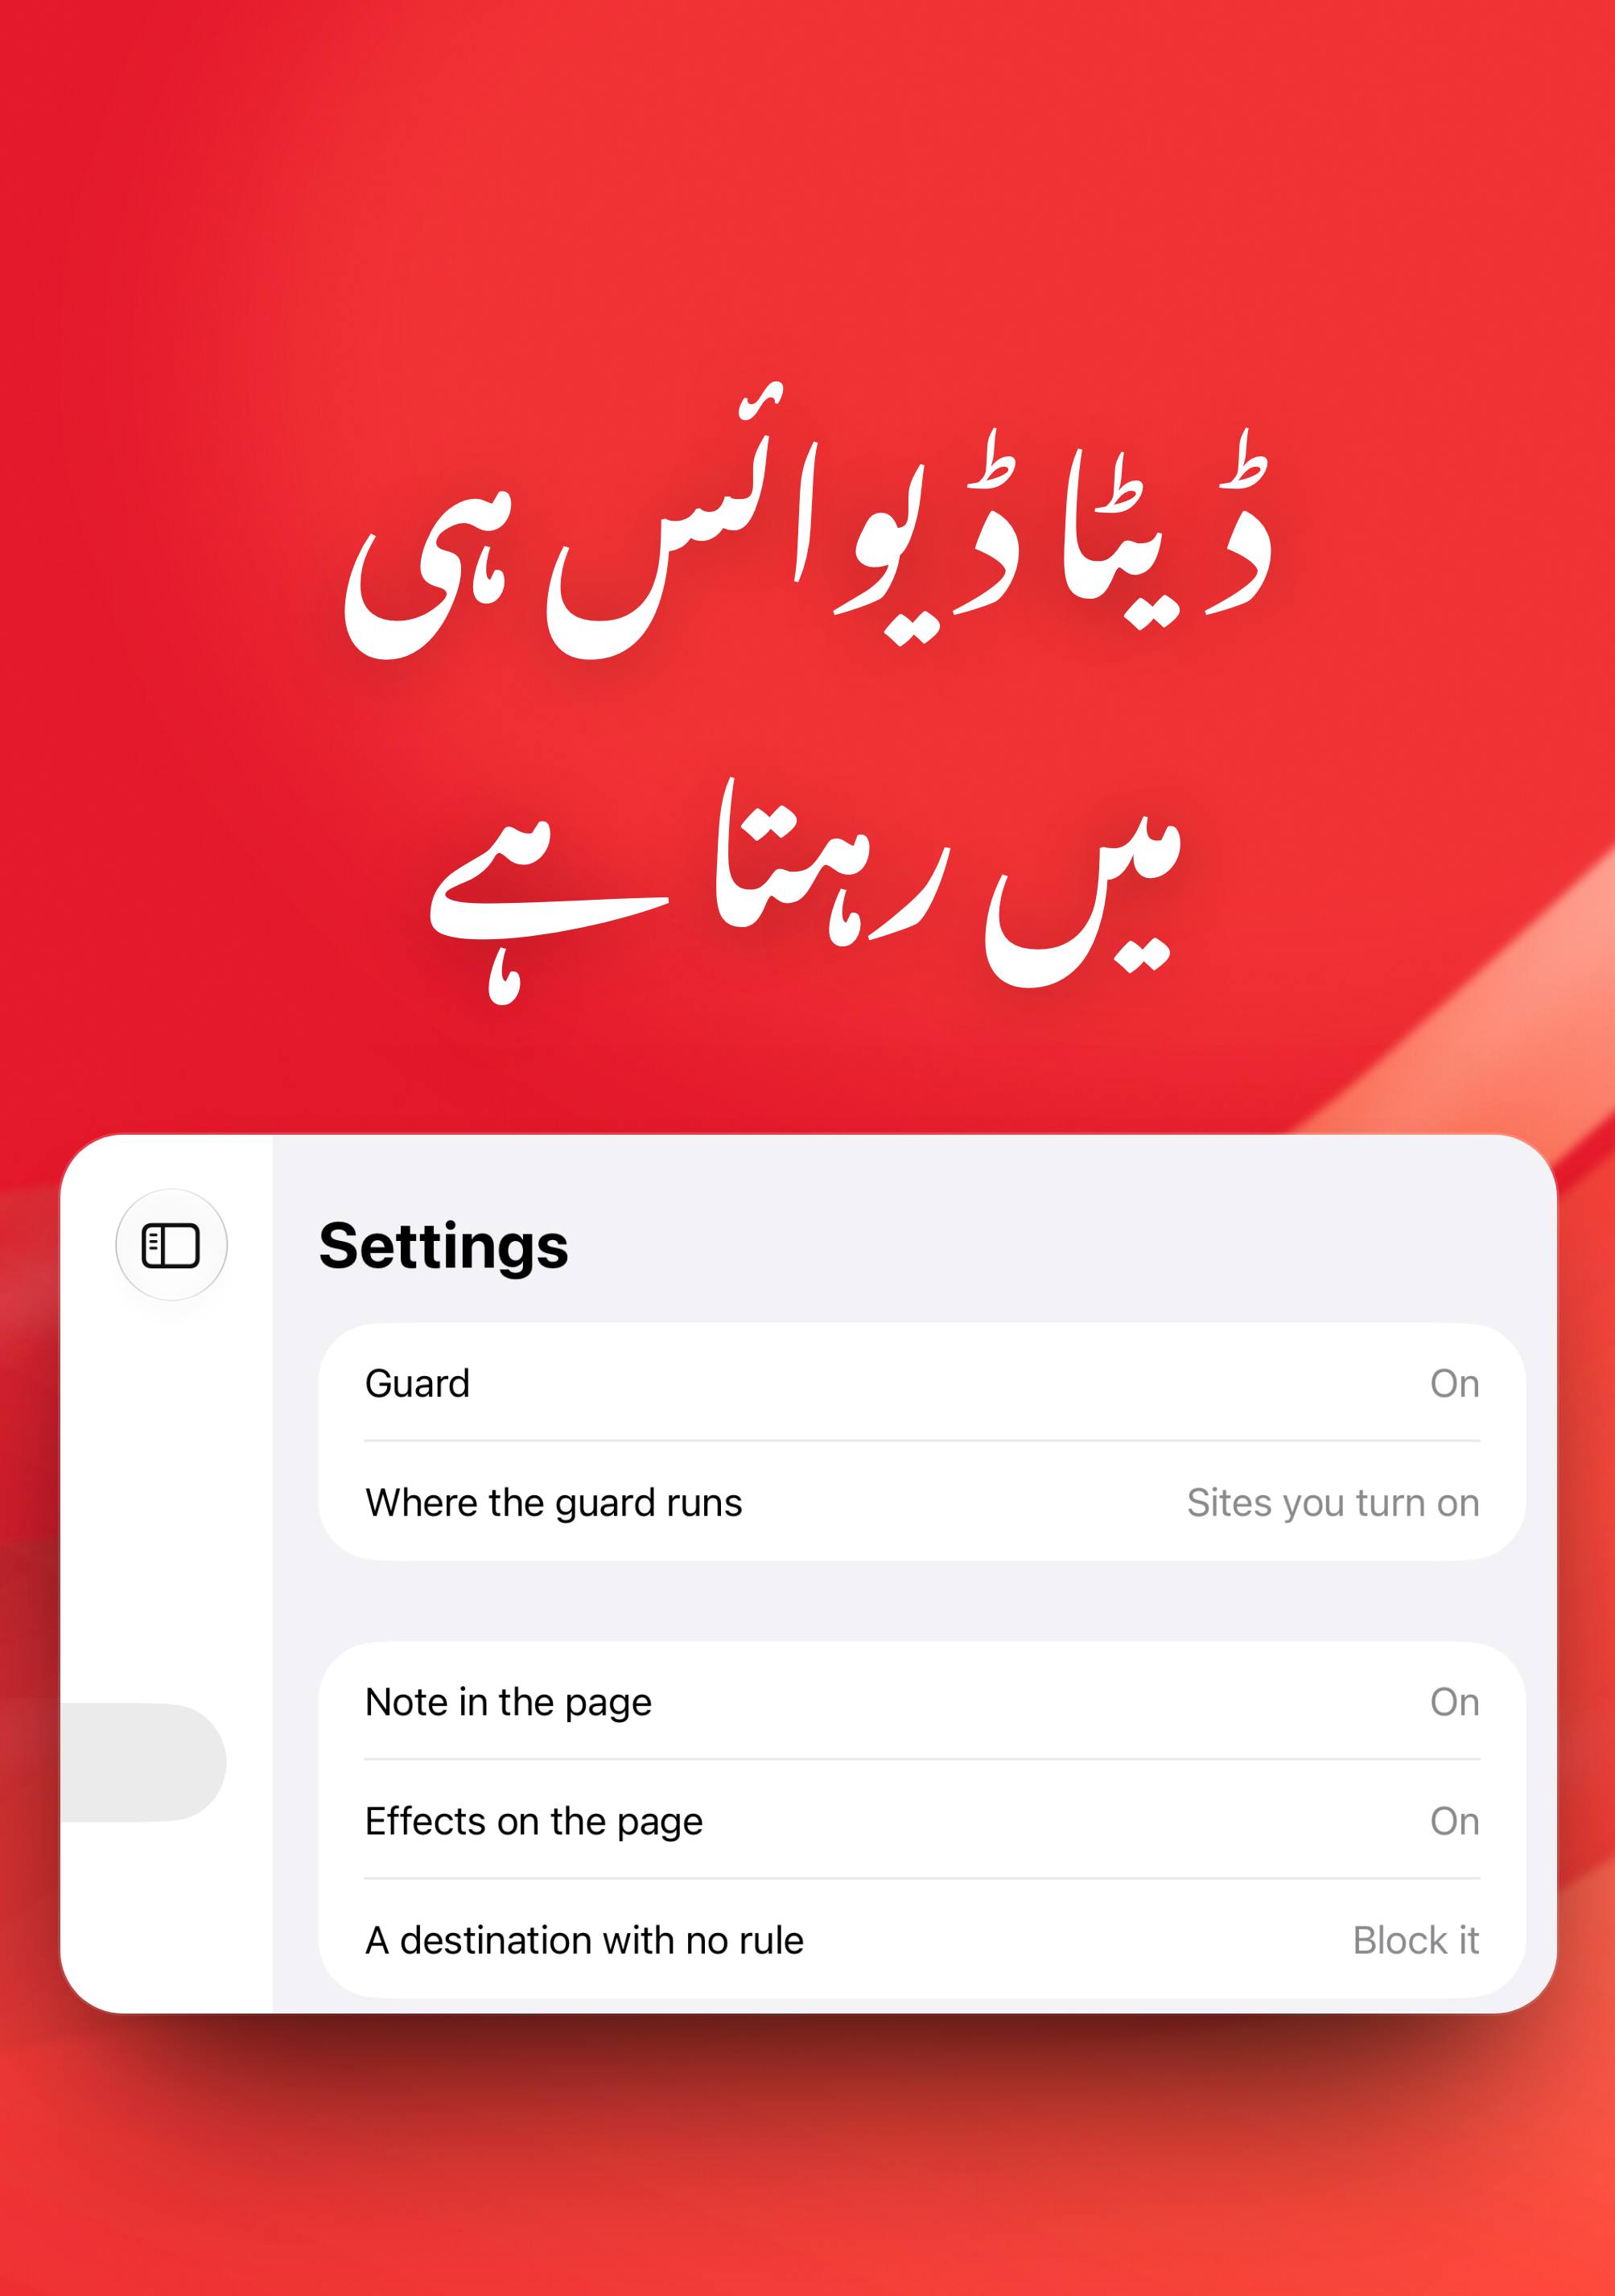 ڈیٹا ڈیوائس ہی
میں رہتا ہے
Settings
Guard On
Where the guard runs Sites you turn on
Note in the page On
Effects on the page On
A destination with no rule Block it